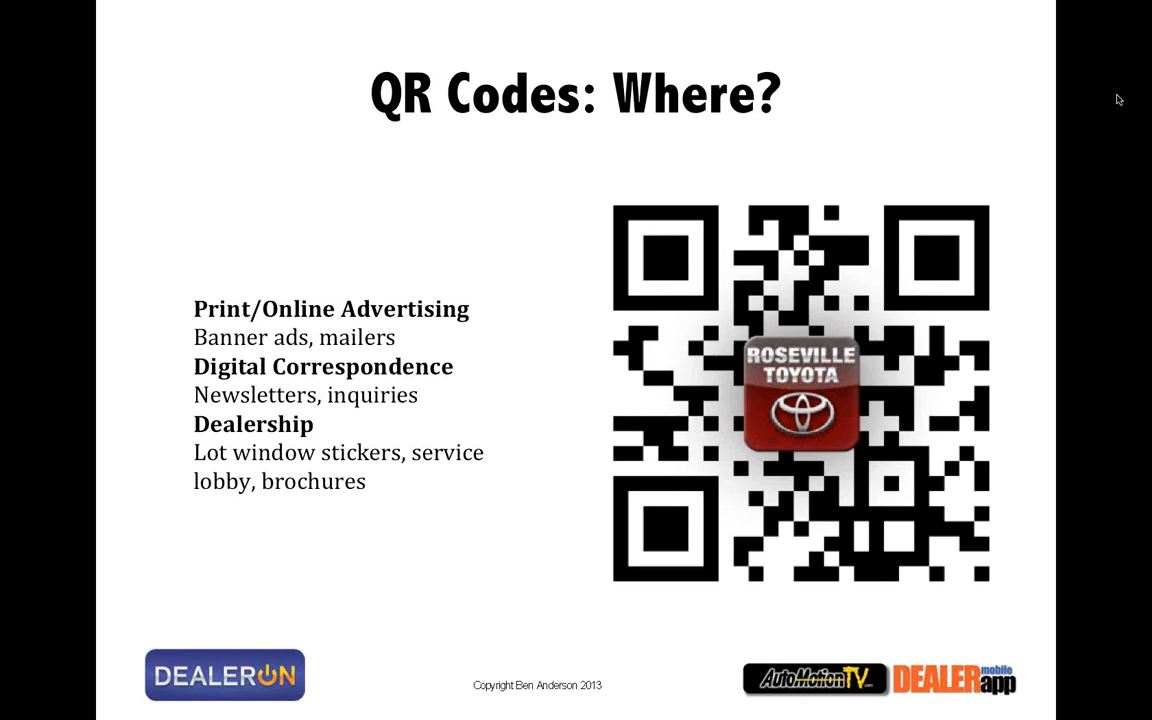 QR Codes: Where?
Print/Online Advertising
Banner ads, mailers
Digital Correspondence
Newsletters, inquiries
Dealership
Lot window stickers, service
lobby, brochures
ROSEVILLE
TOYOTA
DEALERON
Copyright Ben Anderson 2013
AutoMotionTV.com
DEALER mobile app